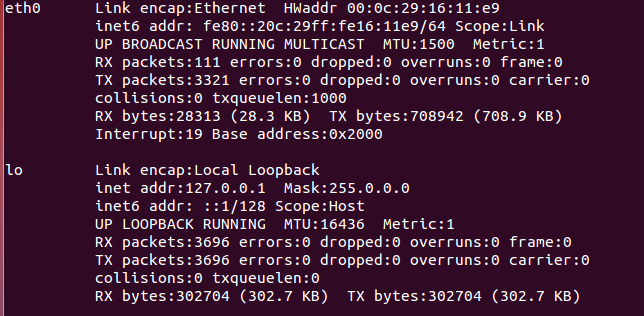 eth0      Link encap:Ethernet  HWaddr 00:0c:29:16:11:e9
          inet6 addr: fe80::20c:29ff:fe16:11e9/64 Scope:Link
          UP BROADCAST RUNNING MULTICAST  MTU:1500  Metric:1
          RX packets:111 errors:0 dropped:0 overruns:0 frame:0
          TX packets:3321 errors:0 dropped:0 overruns:0 carrier:0
          collisions:0 txqueuelen:1000
          RX bytes:28313 (28.3 KB)  TX bytes:708942 (708.9 KB)
          Interrupt:19 Base address:0x2000

lo        Link encap:Local Loopback
          inet addr:127.0.0.1  Mask:255.0.0.0
          inet6 addr: ::1/128 Scope:Host
          UP LOOPBACK RUNNING  MTU:16436  Metric:1
          RX packets:3696 errors:0 dropped:0 overruns:0 frame:0
          TX packets:3696 errors:0 dropped:0 overruns:0 carrier:0
          collisions:0 txqueuelen:0
          RX bytes:302704 (302.7 KB)  TX bytes:302704 (302.7 KB)